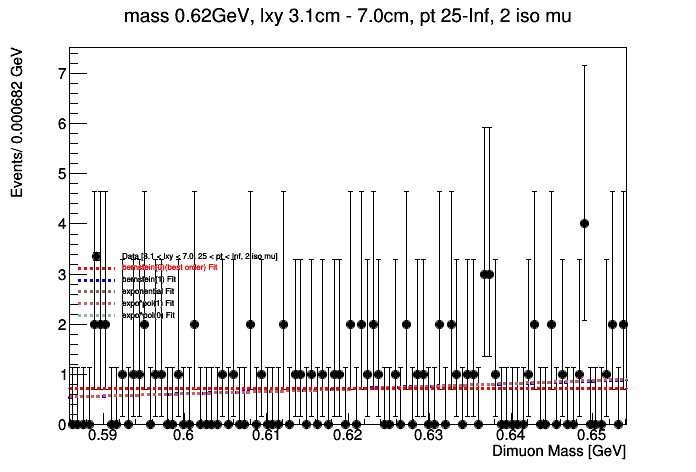 mass 0.62GeV, lxy 3.1cm - 7.0cm, pt 25-Inf, 2 iso mu
Events/ 0.000682 GeV
7
6
5
4
3
2
1
0
Data [3.1 < lxy < 7.0, 25 < pt < Inf, 2 iso mu]
bernstein[0](best order) Fit
bernstein[1] Fit
exponential Fit
expo*pol(1) Fit
expo*pol(0) Fit
0.59 0.6 0.61 0.62 0.63 0.64 0.65
Dimuon Mass [GeV]